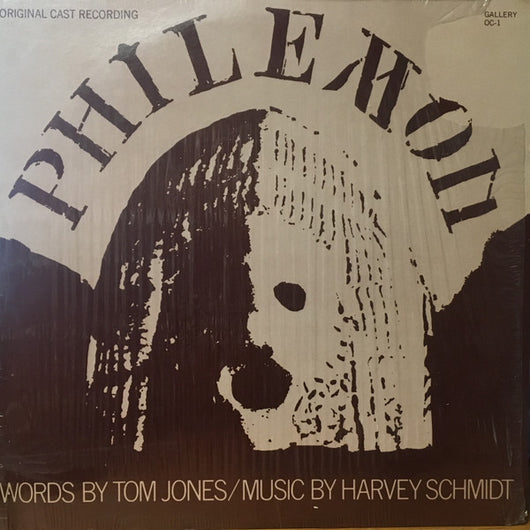 ORIGINAL CAST RECORDING
GALLERY
OC-1
PHILEMON
WORDS BY TOM JONES/MUSIC BY HARVEY SCHMIDT